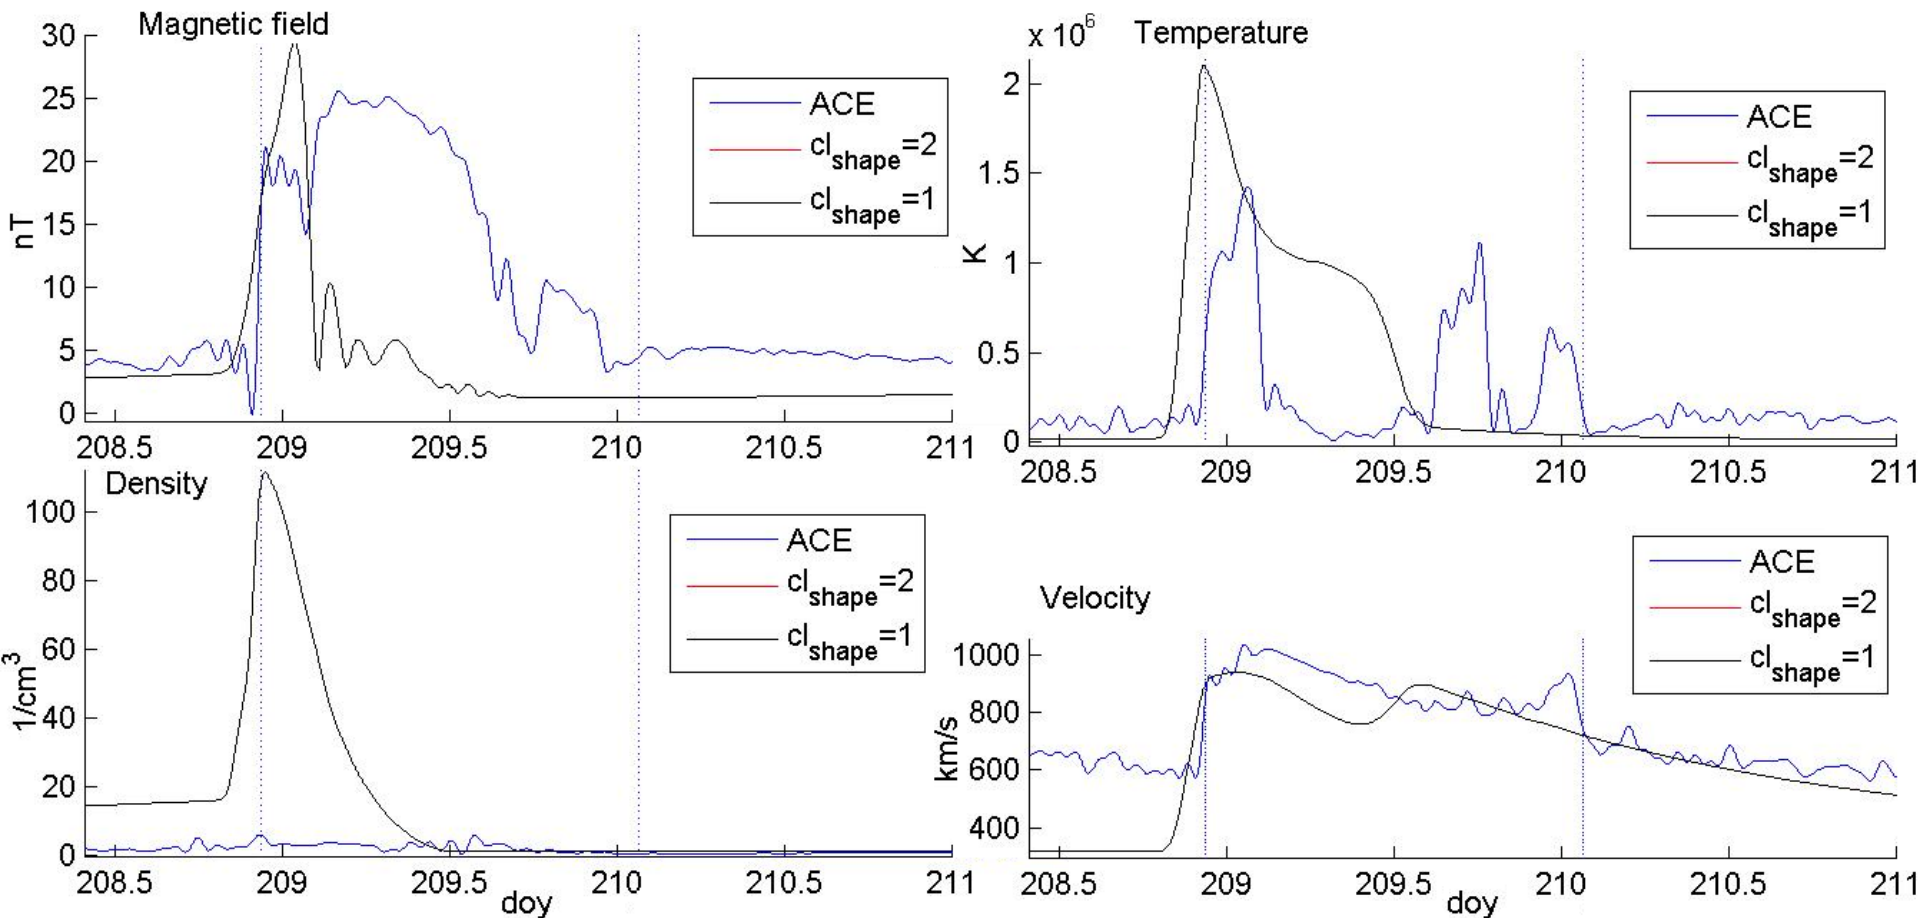 Magnetic field
30
25
20
15
10
5
0
nT
208.5 209 209.5 210 210.5 211
ACE
cl_shape=2
cl_shape=1
x 10^6
Temperature
2
1.5
1
0.5
0
K
208.5 209 209.5 210 210.5 211
ACE
cl_shape=2
cl_shape=1
Density
100
80
60
40
20
0
1/cm^3
208.5 209 209.5 210 210.5 211
doy
ACE
cl_shape=2
cl_shape=1
Velocity
1000
800
600
400
km/s
208.5 209 209.5 210 210.5 211
doy
ACE
cl_shape=2
cl_shape=1